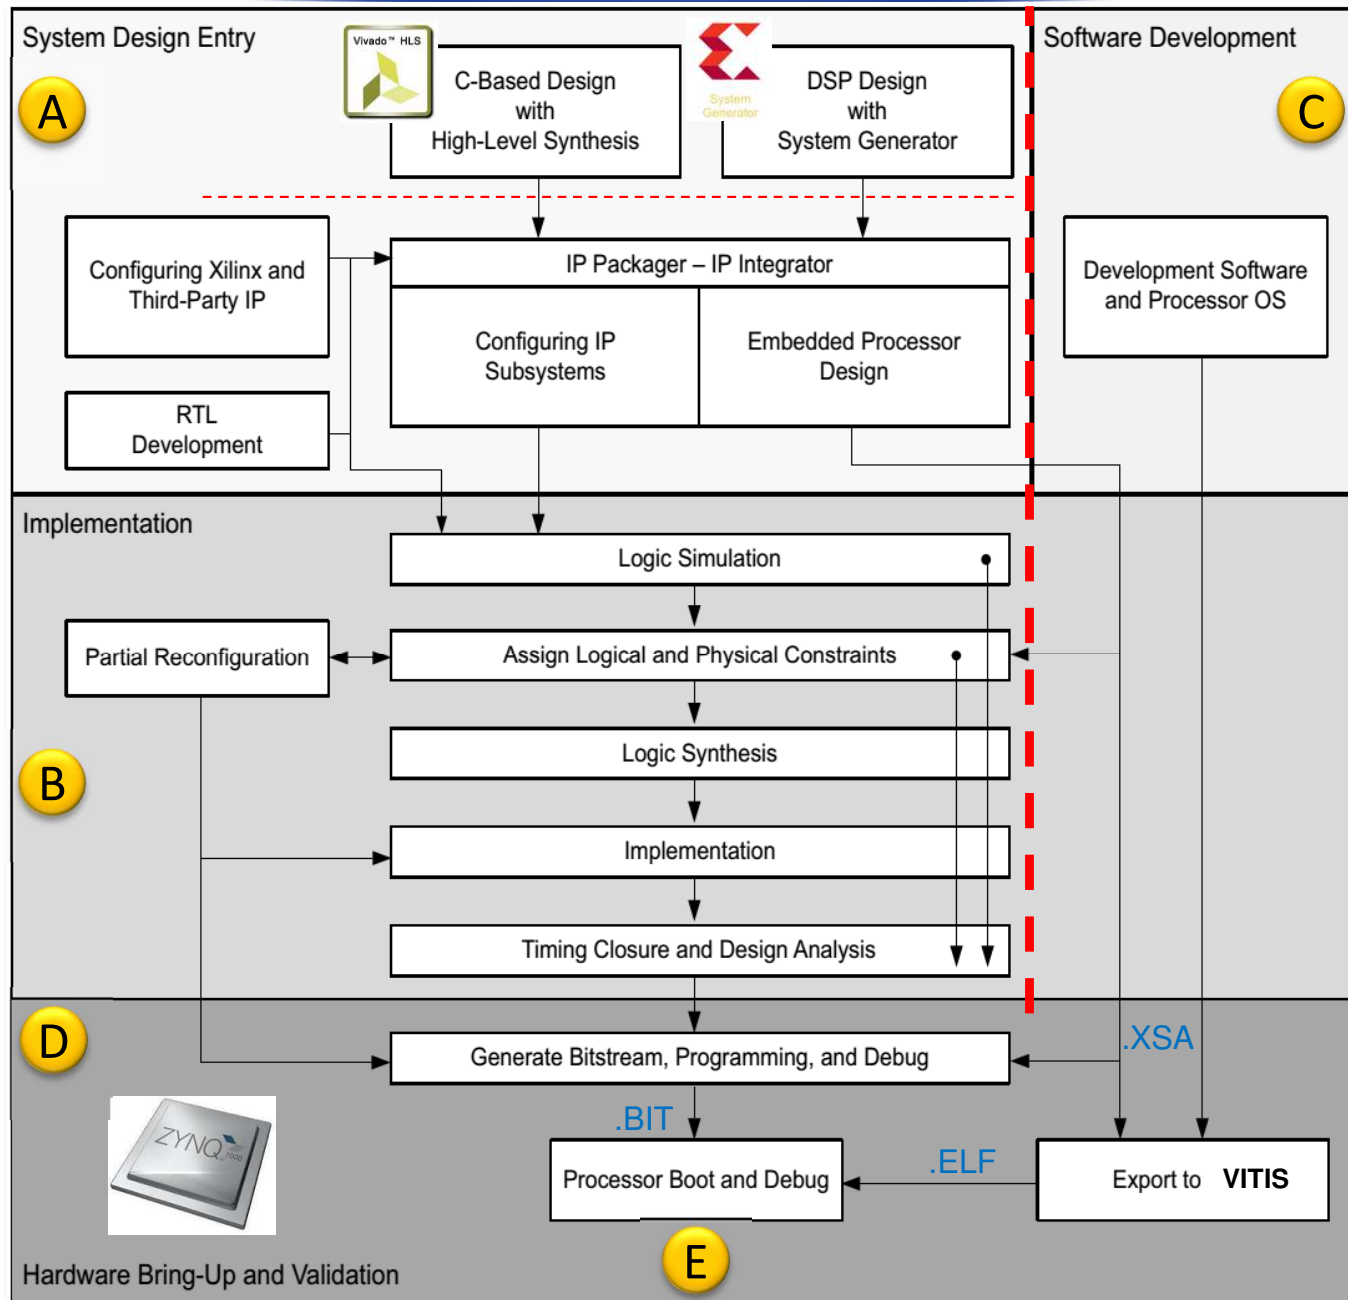 System Design Entry
Software Development
A
Vivado™ HLS
C-Based Design
with
High-Level Synthesis
System
Generator
DSP Design
with
System Generator
C
Configuring Xilinx and
Third-Party IP
IP Packager – IP Integrator
Configuring IP
Subsystems
Embedded Processor
Design
Development Software
and Processor OS
RTL
Development
Implementation
Logic Simulation
Partial Reconfiguration
Assign Logical and Physical Constraints
B
Logic Synthesis
Implementation
Timing Closure and Design Analysis
D
Generate Bitstream, Programming, and Debug
.XSA
.BIT
ZYNQ
7000
Processor Boot and Debug
.ELF
Export to VITIS
E
Hardware Bring-Up and Validation